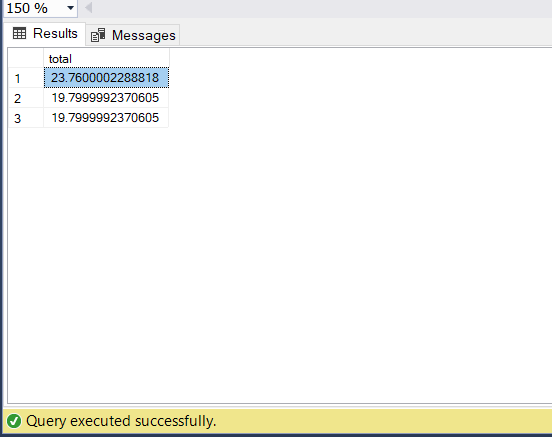 150 %
Results Messages
total
1 23.7600002288818
2 19.7999992370605
3 19.7999992370605
Query executed successfully.